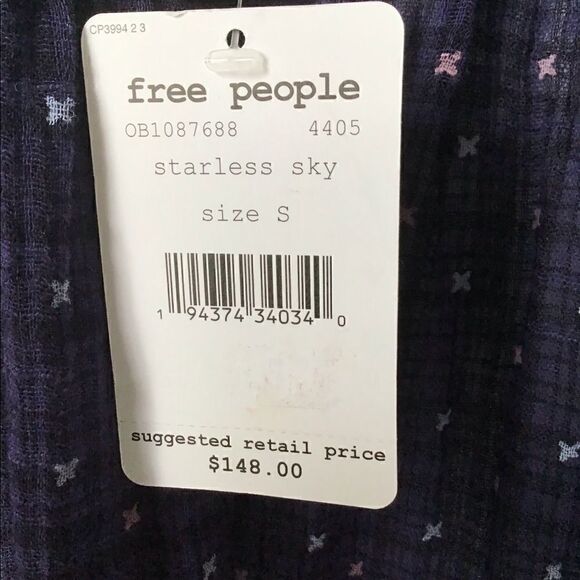 CP3994 2 3
free people
OB1087688 4405
starless sky
size S
1 94374 34034 0
suggested retail price
$148.00